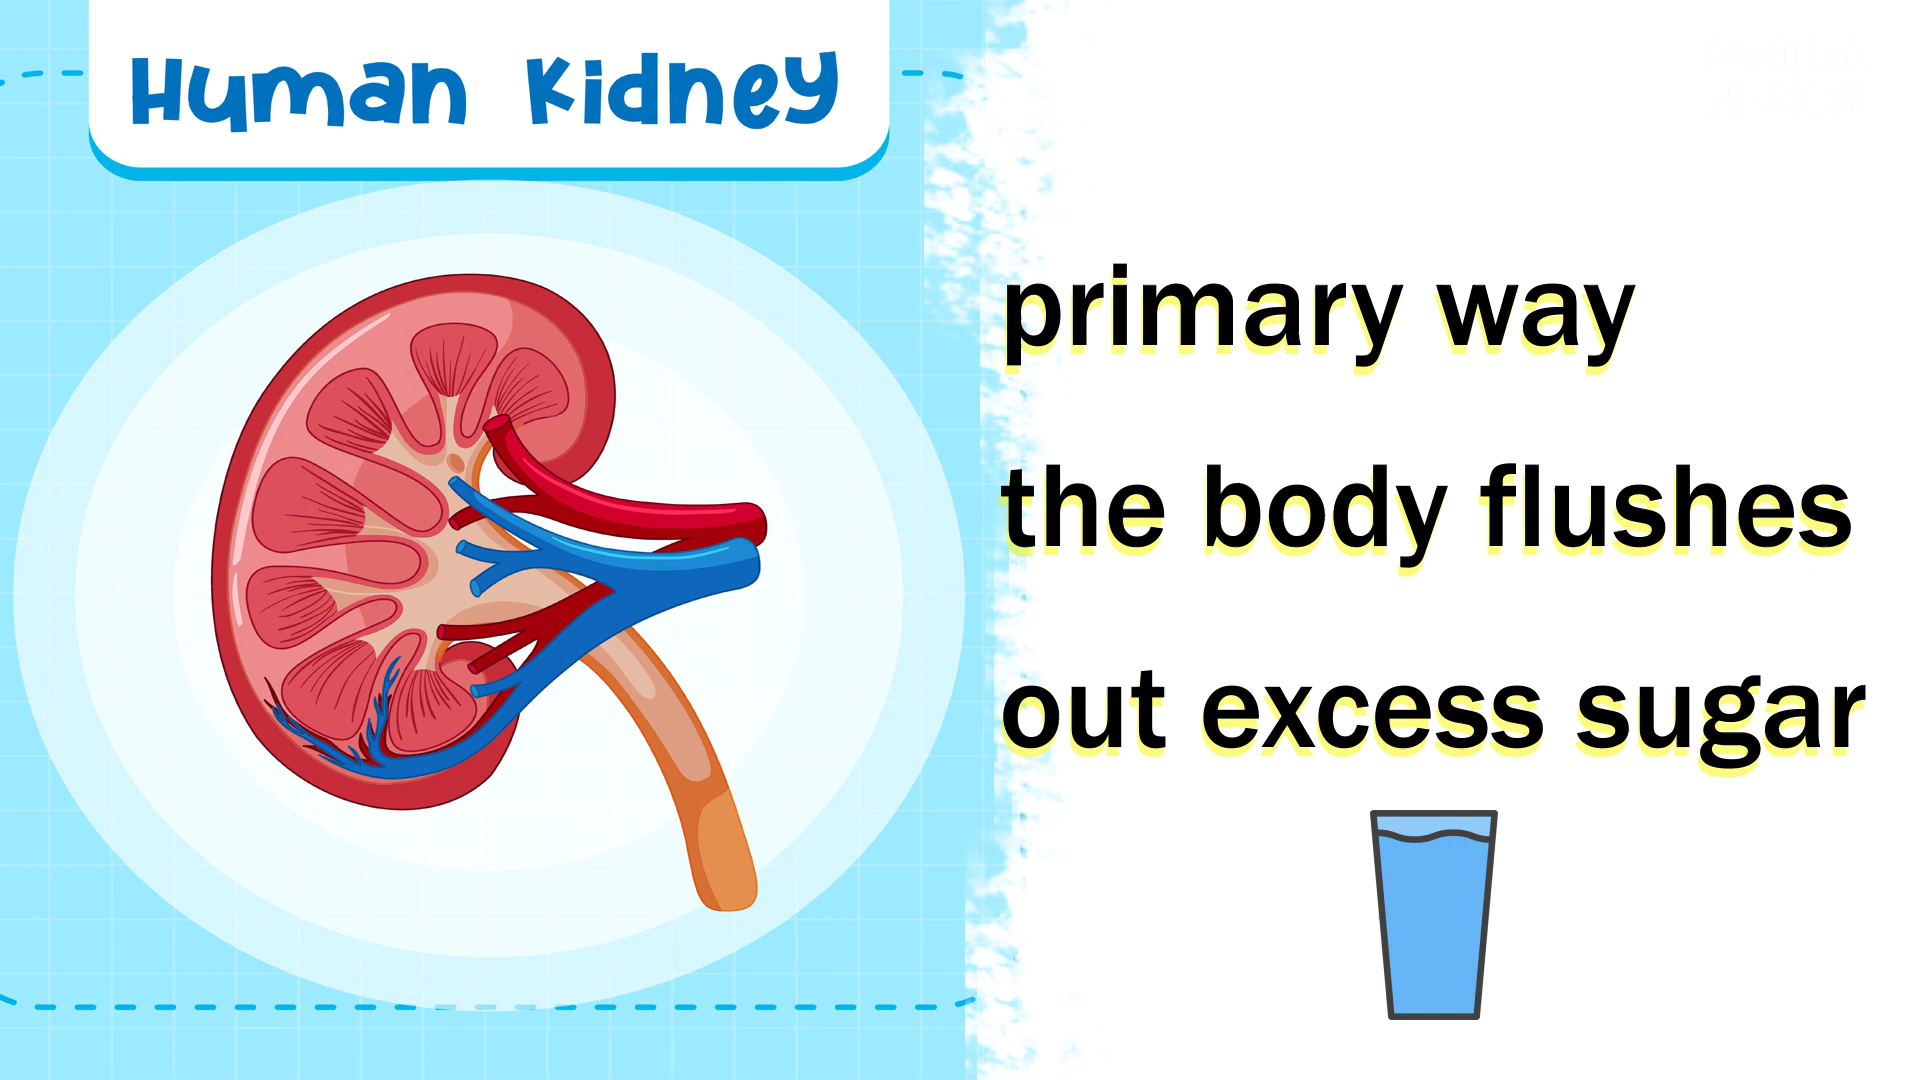 Human Kidney
primary way
the body flushes
out excess sugar